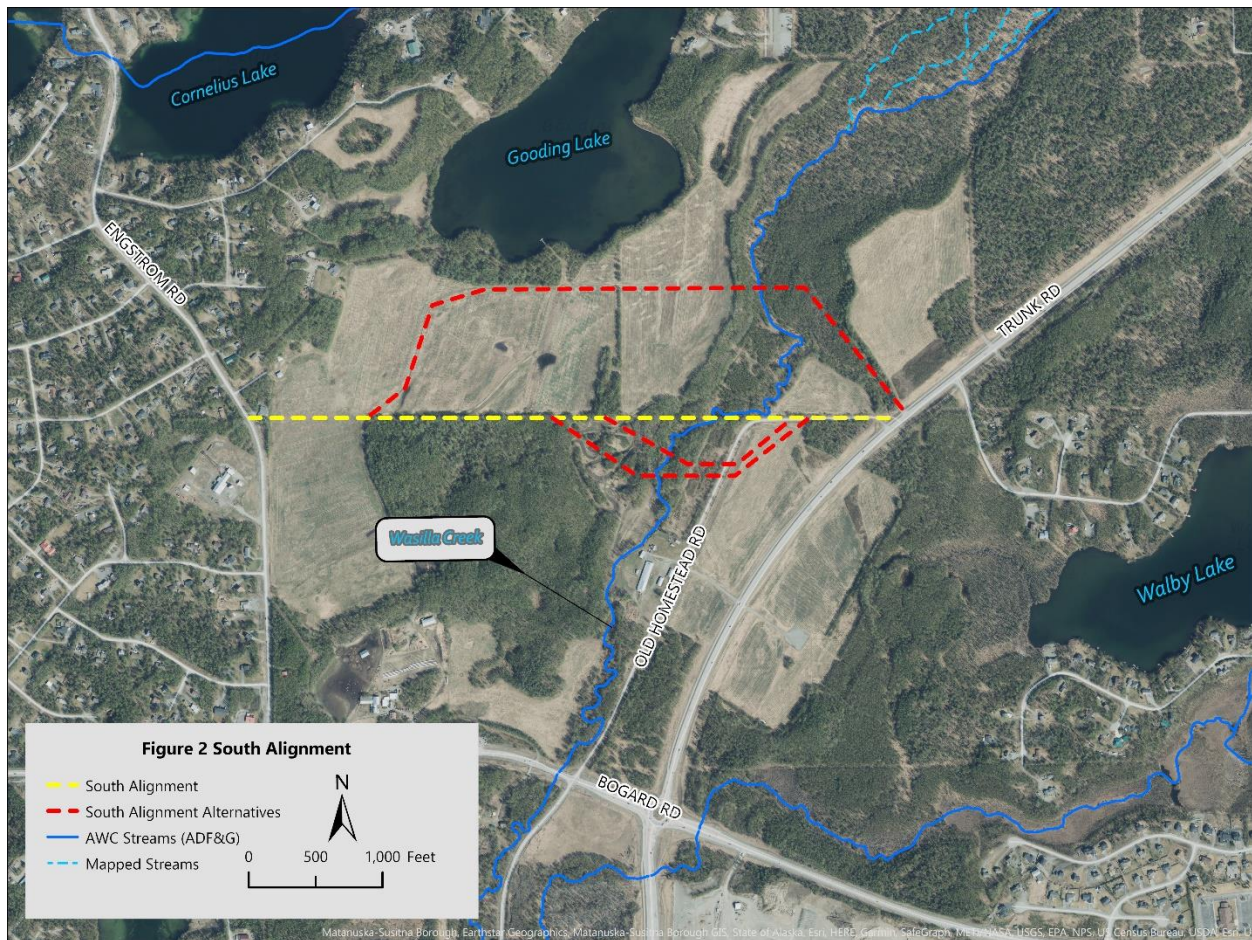 Cornelius Lake
Gooding Lake
ENGSTROM RD
TRUNK RD
Wasilla Creek
OLD HOMESTEAD RD
Walby Lake
BOGARD RD
Figure 2 South Alignment
South Alignment
South Alignment Alternatives
AWC Streams (ADF&G)
Mapped Streams
N
0 500 1,000 Feet
Matanuska-Susitna Borough, Earthstar Geographics, Matanuska-Susitna Borough GIS, State of Alaska, Esri, HERE, Garmin, SafeGraph, METI/NASA, USGS, EPA, NPS, US Census Bureau, USDA, Esri,